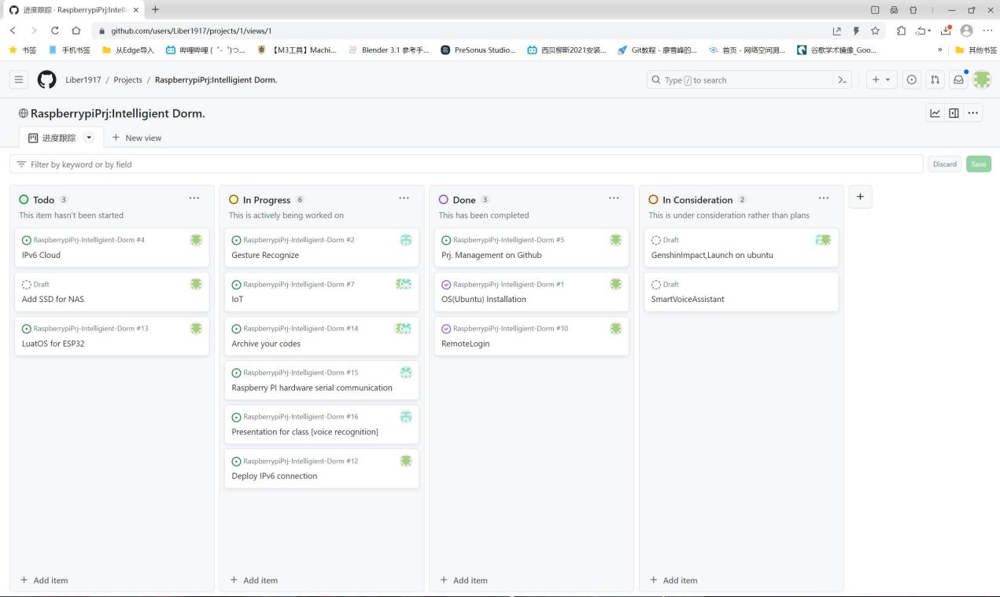 进度跟踪 · RaspberrypiPrj:Intelli
github.com/users/Liber1917/projects/1/views/1
书签 手机书签 从Edge导入 哔哩哔哩 ( ゜- ゜)つ... 【M3工具】Machi... Blender 3.1 参考手... PreSonus Studio... 西贝柳斯2021安装... Git教程 - 廖雪峰的... 首页 - 网络空间测... 谷歌学术镜像_Goo... » 其他书签
Liber1917 / Projects / RaspberrypiPrj:Intelligient Dorm.
Type / to search
RaspberrypiPrj:Intelligient Dorm.
进度跟踪 New view
Filter by keyword or by field
Discard Save
Todo 3
This item hasn't been started
RaspberrypiPrj-Intelligient-Dorm #4
IPv6 Cloud
Draft
Add SSD for NAS
RaspberrypiPrj-Intelligient-Dorm #13
LuatOS for ESP32
Add item
In Progress 6
This is actively being worked on
RaspberrypiPrj-Intelligient-Dorm #2
Gesture Recognize
RaspberrypiPrj-Intelligient-Dorm #7
IoT
RaspberrypiPrj-Intelligient-Dorm #14
Archive your codes
RaspberrypiPrj-Intelligient-Dorm #15
Raspberry PI hardware serial communication
RaspberrypiPrj-Intelligient-Dorm #16
Presentation for class [voice recognition]
RaspberrypiPrj-Intelligient-Dorm #12
Deploy IPv6 connection
Add item
Done 3
This has been completed
RaspberrypiPrj-Intelligient-Dorm #5
Prj. Management on Github
RaspberrypiPrj-Intelligient-Dorm #1
OS(Ubuntu) Installation
RaspberrypiPrj-Intelligient-Dorm #10
RemoteLogin
Add item
In Consideration 2
This is under consideration rather than plans
Draft
GenshinImpact,Launch on ubuntu
Draft
SmartVoiceAssistant
Add item